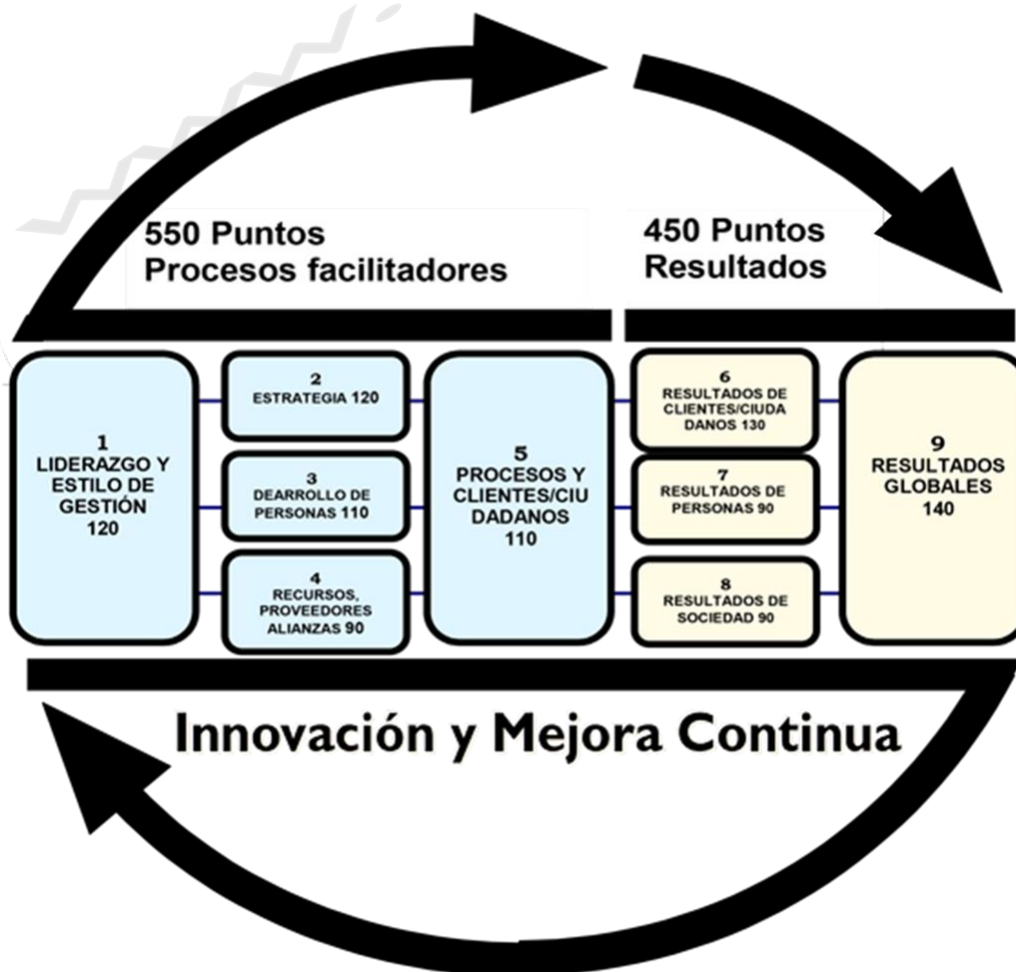 550 Puntos
Procesos facilitadores
450 Puntos
Resultados
1
LIDERAZGO Y
ESTILO DE
GESTIÓN
120
2
ESTRATEGIA 120
3
DEARROLLO DE
PERSONAS 110
4
RECURSOS,
PROVEEDORES
ALIANZAS 90
5
PROCESOS Y
CLIENTES/CIU
DADANOS
110
6
RESULTADOS DE
CLIENTES/CIUDA
DANOS 130
7
RESULTADOS DE
PERSONAS 90
8
RESULTADOS DE
SOCIEDAD 90
9
RESULTADOS
GLOBALES
140
Innovación y Mejora Continua